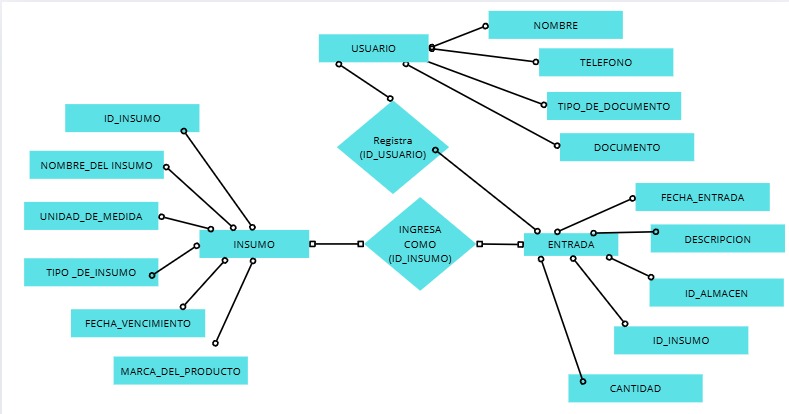 NOMBRE
USUARIO
TELEFONO
TIPO_DE_DOCUMENTO
ID_INSUMO
Registra
(ID_USUARIO)
DOCUMENTO
NOMBRE_DEL INSUMO
FECHA_ENTRADA
UNIDAD_DE_MEDIDA
INSUMO
INGRESA
COMO
(ID_INSUMO)
ENTRADA
DESCRIPCION
TIPO _DE_INSUMO
ID_ALMACEN
FECHA_VENCIMIENTO
ID_INSUMO
MARCA_DEL_PRODUCTO
CANTIDAD